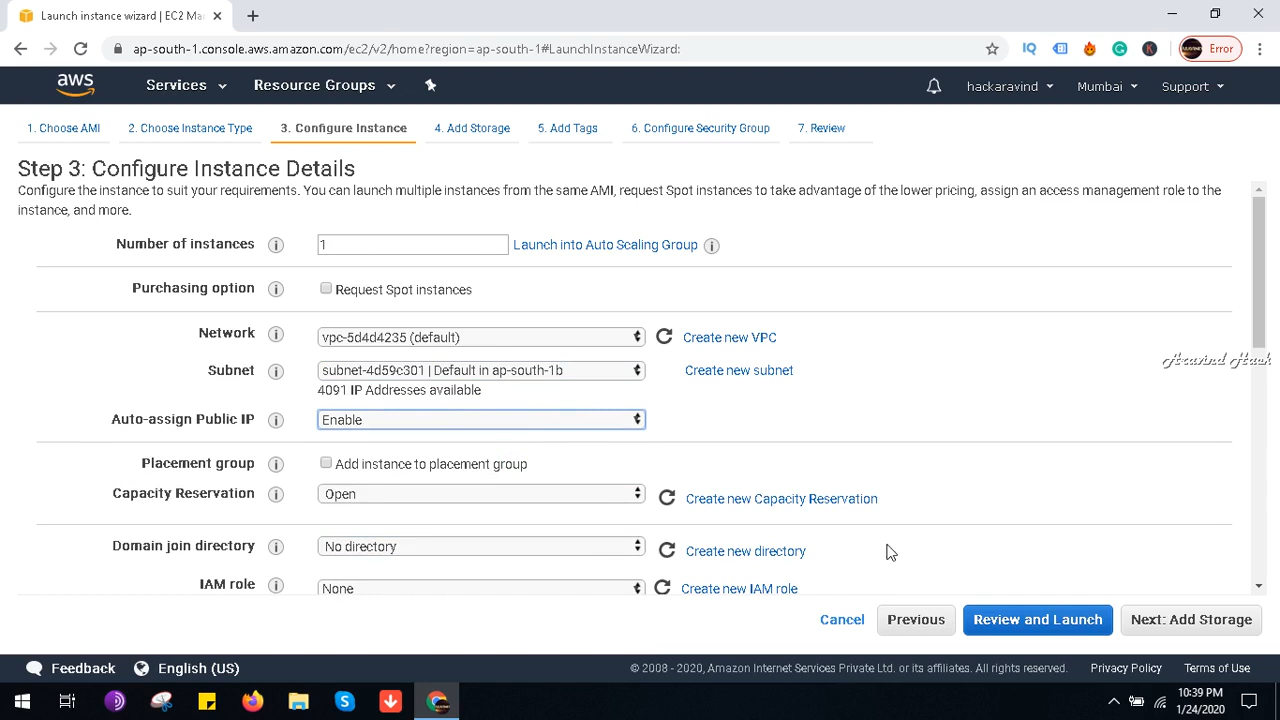 Launch instance wizard | EC2 Ma
ap-south-1.console.aws.amazon.com/ec2/v2/home?region=ap-south-1#LaunchInstanceWizard:
IQ
K
Error
aws
Services
Resource Groups
hackaravind
Mumbai
Support
1. Choose AMI
2. Choose Instance Type
3. Configure Instance
4. Add Storage
5. Add Tags
6. Configure Security Group
7. Review
Step 3: Configure Instance Details
Configure the instance to suit your requirements. You can launch multiple instances from the same AMI, request Spot instances to take advantage of the lower pricing, assign an access management role to the
instance, and more.
Number of instances
1
Launch into Auto Scaling Group
Purchasing option
Request Spot instances
Network
vpc-5d4d4235 (default)
Create new VPC
Subnet
subnet-4d59c301 | Default in ap-south-1b
Create new subnet
4091 IP Addresses available
Aravind Hack
Auto-assign Public IP
Enable
Placement group
Add instance to placement group
Capacity Reservation
Open
Create new Capacity Reservation
Domain join directory
No directory
Create new directory
IAM role
None
Create new IAM role
Cancel
Previous
Review and Launch
Next: Add Storage
Feedback
English (US)
© 2008 - 2020, Amazon Internet Services Private Ltd. or its affiliates. All rights reserved.
Privacy Policy
Terms of Use
10:39 PM
1/24/2020